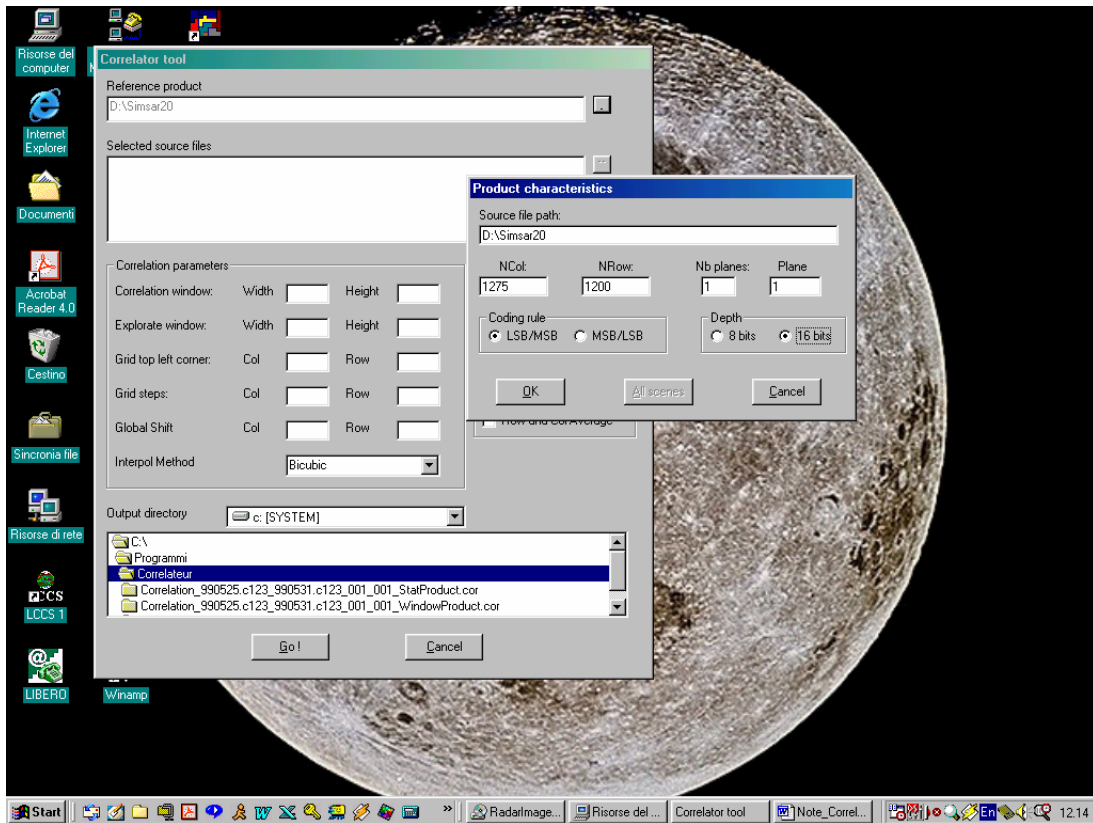 Risorse del
computer
Internet
Explorer
Documenti
Acrobat
Reader 4.0
Cestino
Sincronia file
Risorse di rete
LCCS 1
LIBERO
Winamp
Correlator tool
Reference product
D:\Simsar20
Selected source files
Correlation parameters
Correlation window: Width Height
Explorate window: Width Height
Grid top left corner: Col Row
Grid steps: Col Row
Global Shift Col Row
Interpol Method Bicubic
Row and Col Average
Output directory c: [SYSTEM]
C:\
Programmi
Correlateur
Correlation_990525.c123_990531.c123_001_001_StatProduct.cor
Correlation_990525.c123_990531.c123_001_001_WindowProduct.cor
Go! Cancel
Product characteristics
Source file path:
D:\Simsar20
NCol: NRow: Nb planes: Plane
1275 1200 1 1
Coding rule Depth
LSB/MSB MSB/LSB 8 bits 16 bits
OK All scenes Cancel
Start RadarImage... Risorse del ... Correlator tool Note_Correl... En 12.14